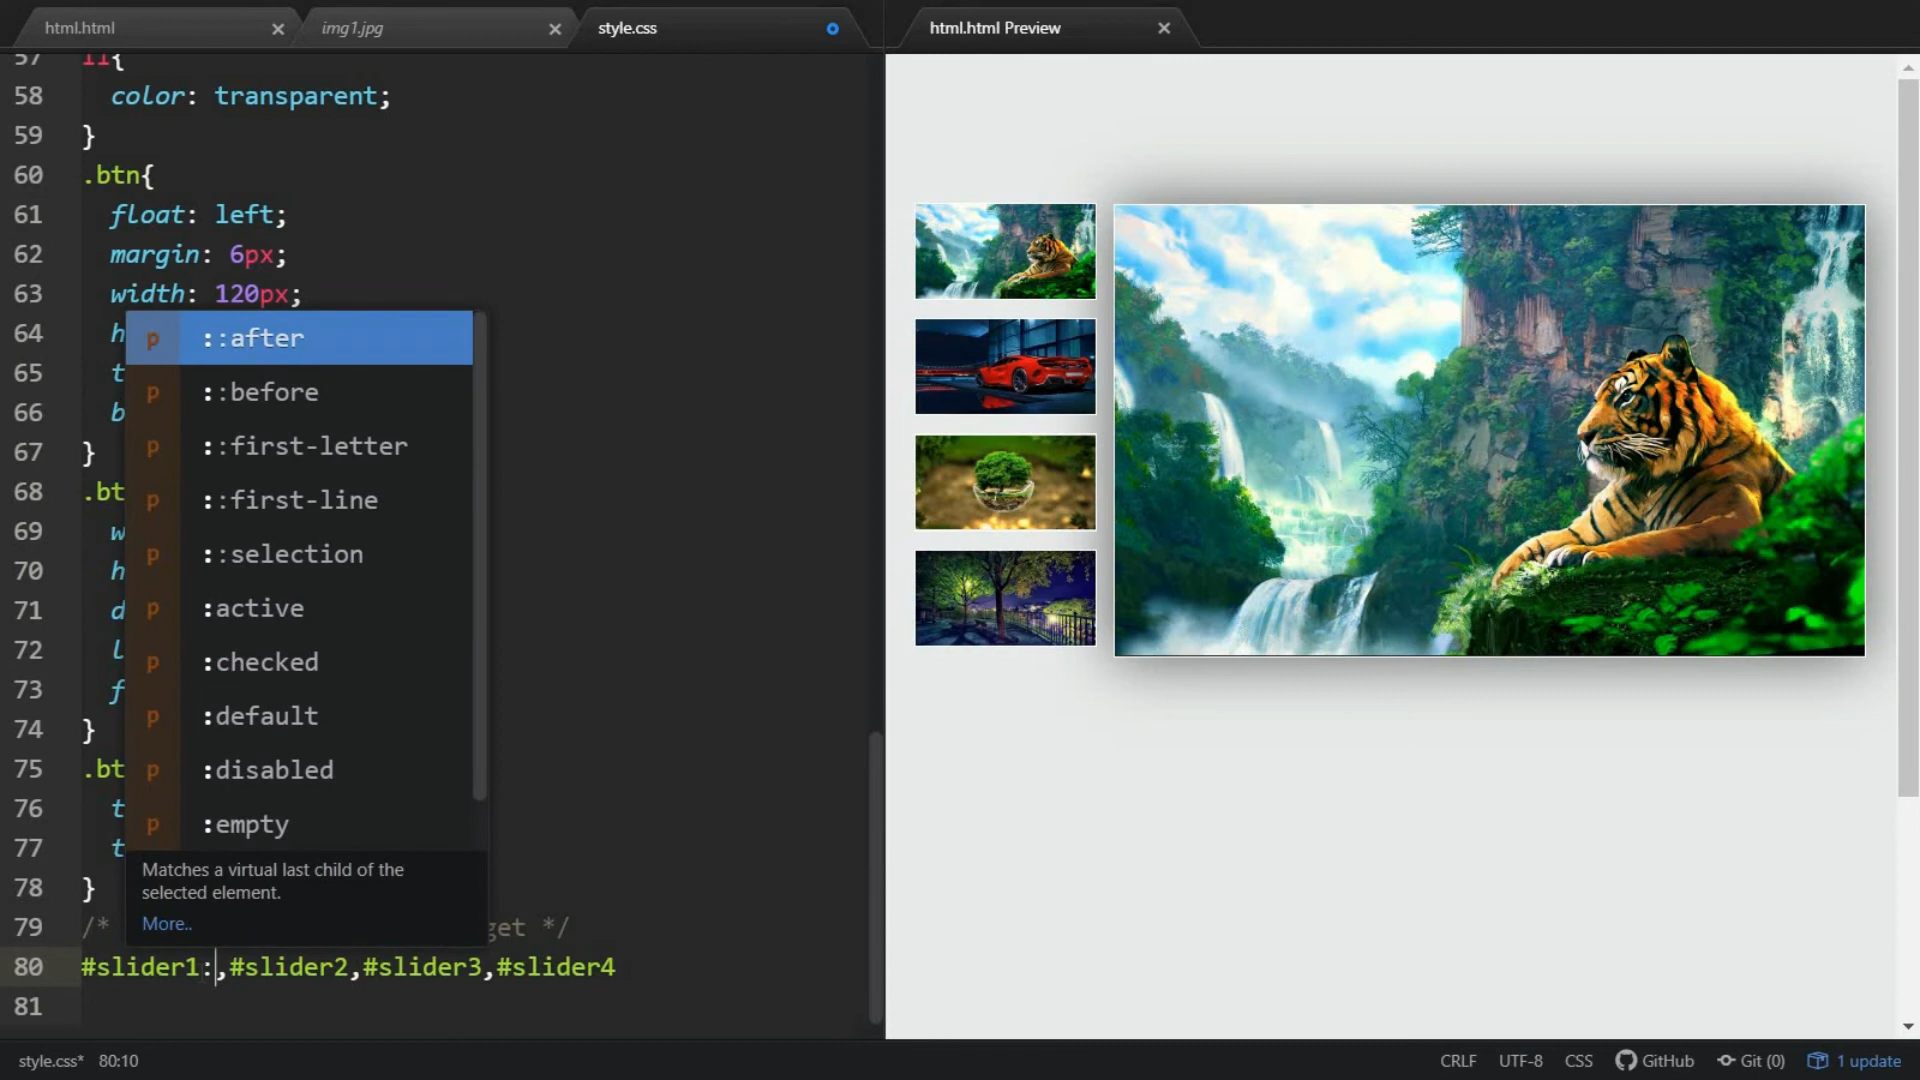 html.html
img1.jpg
style.css
html.html Preview
57 li{
58 color: transparent;
59 }
60 .btn{
61 float: left;
62 margin: 6px;
63 width: 120px;
64 h
65 t
66 b
67 }
68 .bt
69 w
70 h
71 d
72 l
73 f
74 }
75 .bt
76 t
77 t
78 }
79 /* get */
80 #slider1:,#slider2,#slider3,#slider4
81
p ::after
p ::before
p ::first-letter
p ::first-line
p ::selection
p :active
p :checked
p :default
p :disabled
p :empty
Matches a virtual last child of the
selected element.
More..
style.css* 80:10
CRLF UTF-8 CSS GitHub Git (0) 1 update